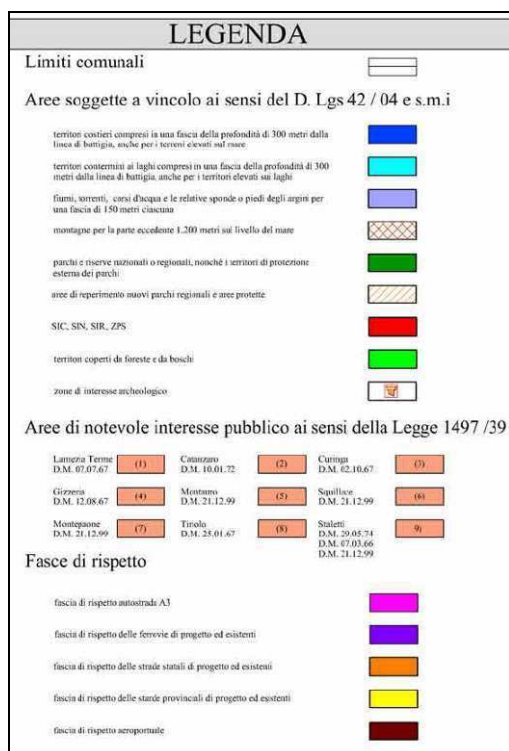 LEGENDA
Limiti comunali
Aree soggette a vincolo ai sensi del D. Lgs 42 / 04 e s.m.i
territori costieri compresi in una fascia della profondità di 300 metri dalla
linea di battigia, anche per i terreni elevati sul mare
territori contermini ai laghi compresi in una fascia della profondità di 300
metri dalla linea di battigia, anche per i territori elevati sui laghi
fiumi, torrenti, corsi d'acqua e le relative sponde o piedi degli argini per
una fascia di 150 metri ciascuna
montagne per la parte eccedente 1.200 metri sul livello del mare
parchi e riserve nazionali o regionali, nonchè i territori di protezione
esterna dei parchi
aree di reperimento nuovi parchi regionali e aree protette
SIC, SIN, SIR, ZPS
territori coperti da foreste e da boschi
zone di interesse archeologico
Aree di notevole interesse pubblico ai sensi della Legge 1497 /39
Lamezia Terme
D.M. 07.07.67
(1)
Catanzaro
D.M. 10.01.72
(2)
Curinga
D.M. 02.10.67
(3)
Gizzeria
D.M. 12.08.67
(4)
Montauro
D.M. 21.12.99
(5)
Squillace
D.M. 21.12.99
(6)
Montepaone
D.M. 21.12.99
(7)
Tiriolo
D.M. 25.01.67
(8)
Staletti
D.M. 29.05.74
D.M. 07.03.66
D.M. 21.12.99
9)
Fasce di rispetto
fascia di rispetto autostrada A3
fascia di rispetto delle ferrovie di progetto ed esistenti
fascia di rispetto delle strade statali di progetto ed esistenti
fascia di rispetto delle starde provinciali di progetto ed esistenti
fascia di rispetto aeroportuale